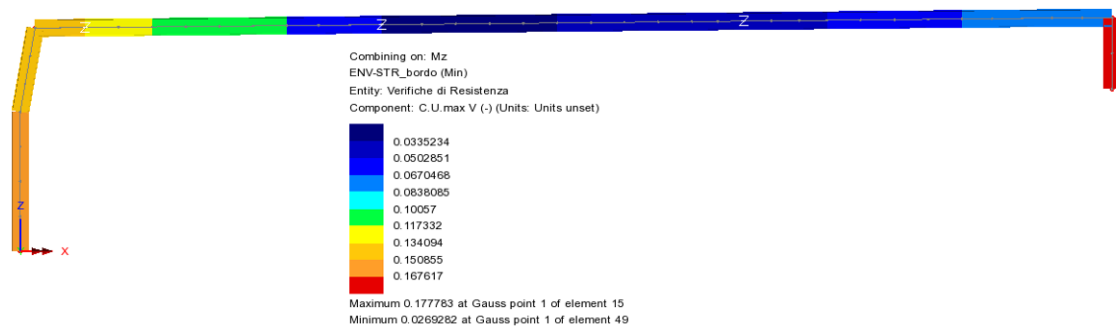 Z Z Z
Combining on: Mz
ENV-STR_bordo (Min)
Entity: Verifiche di Resistenza
Component: C.U.max V (-) (Units: Units unset)
0.0335234
0.0502851
0.0670468
0.0838085
0.10057
0.117332
0.134094
0.150855
0.167617
Z
X
Maximum 0.177783 at Gauss point 1 of element 15
Minimum 0.0269282 at Gauss point 1 of element 49